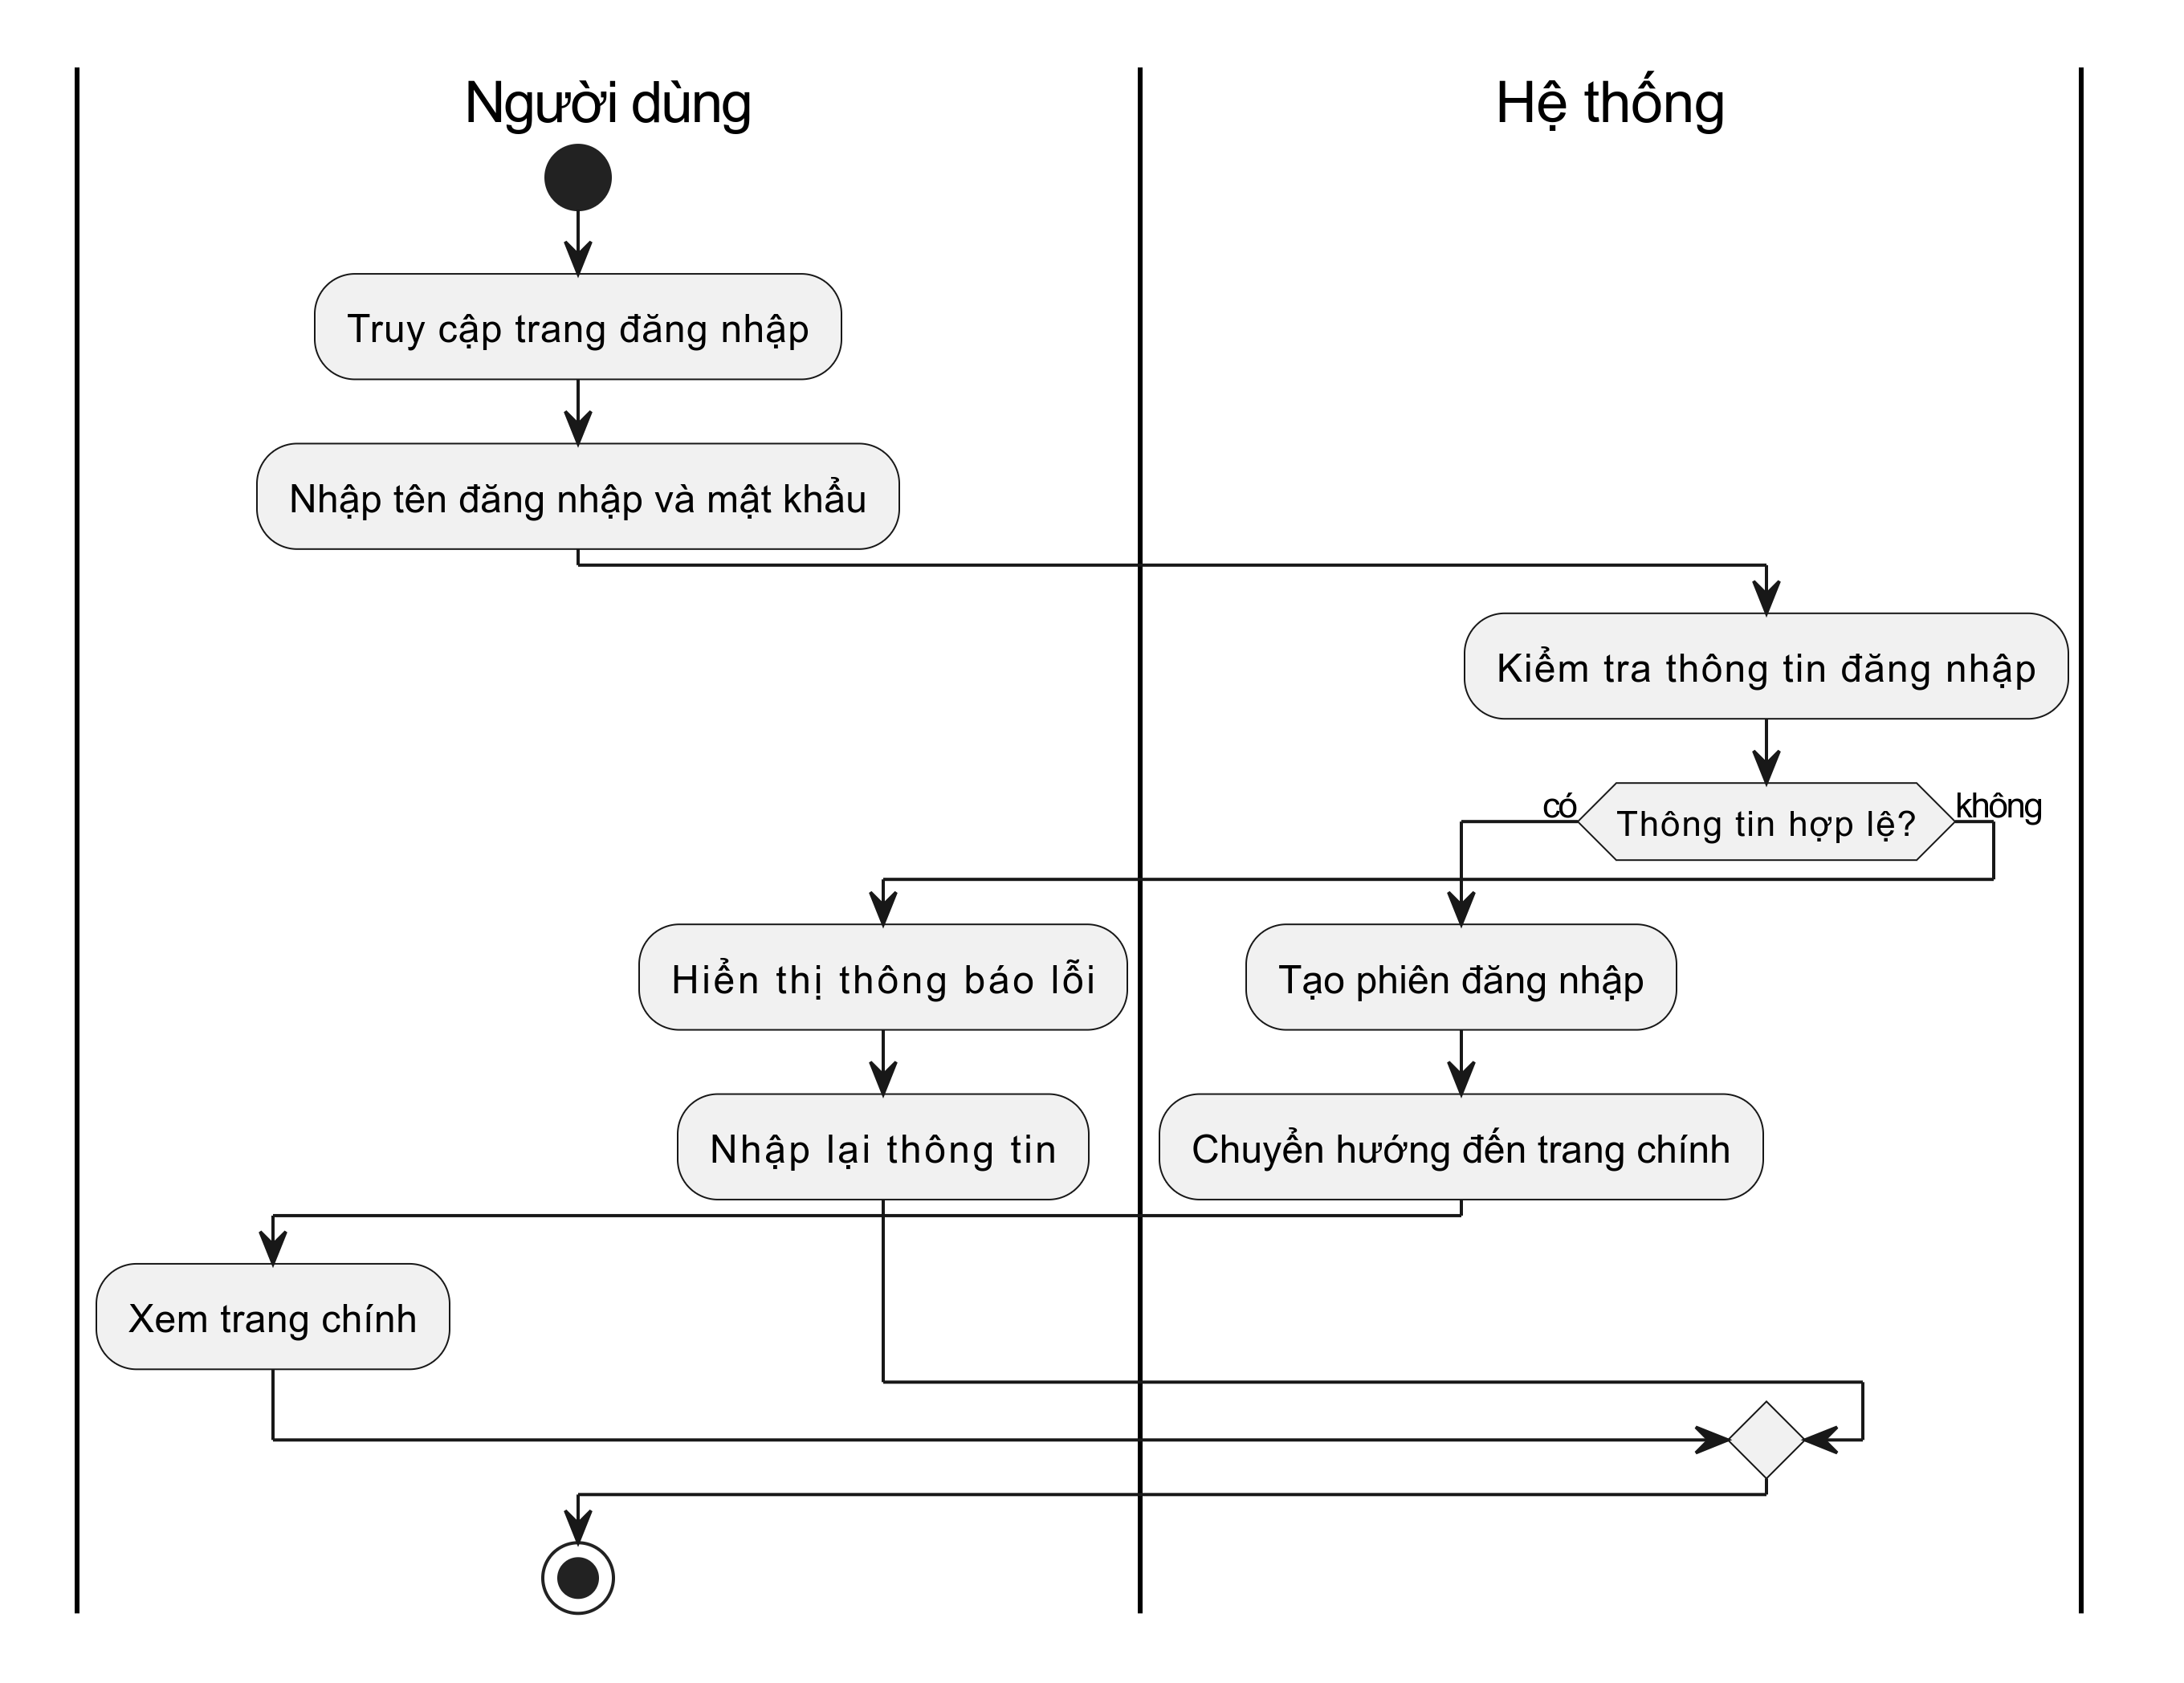 Người dùng
Hệ thống
Truy cập trang đăng nhập
Nhập tên đăng nhập và mật khẩu
Kiểm tra thông tin đăng nhập
có
Thông tin hợp lệ?
không
Hiển thị thông báo lỗi
Tạo phiên đăng nhập
Nhập lại thông tin
Chuyển hướng đến trang chính
Xem trang chính